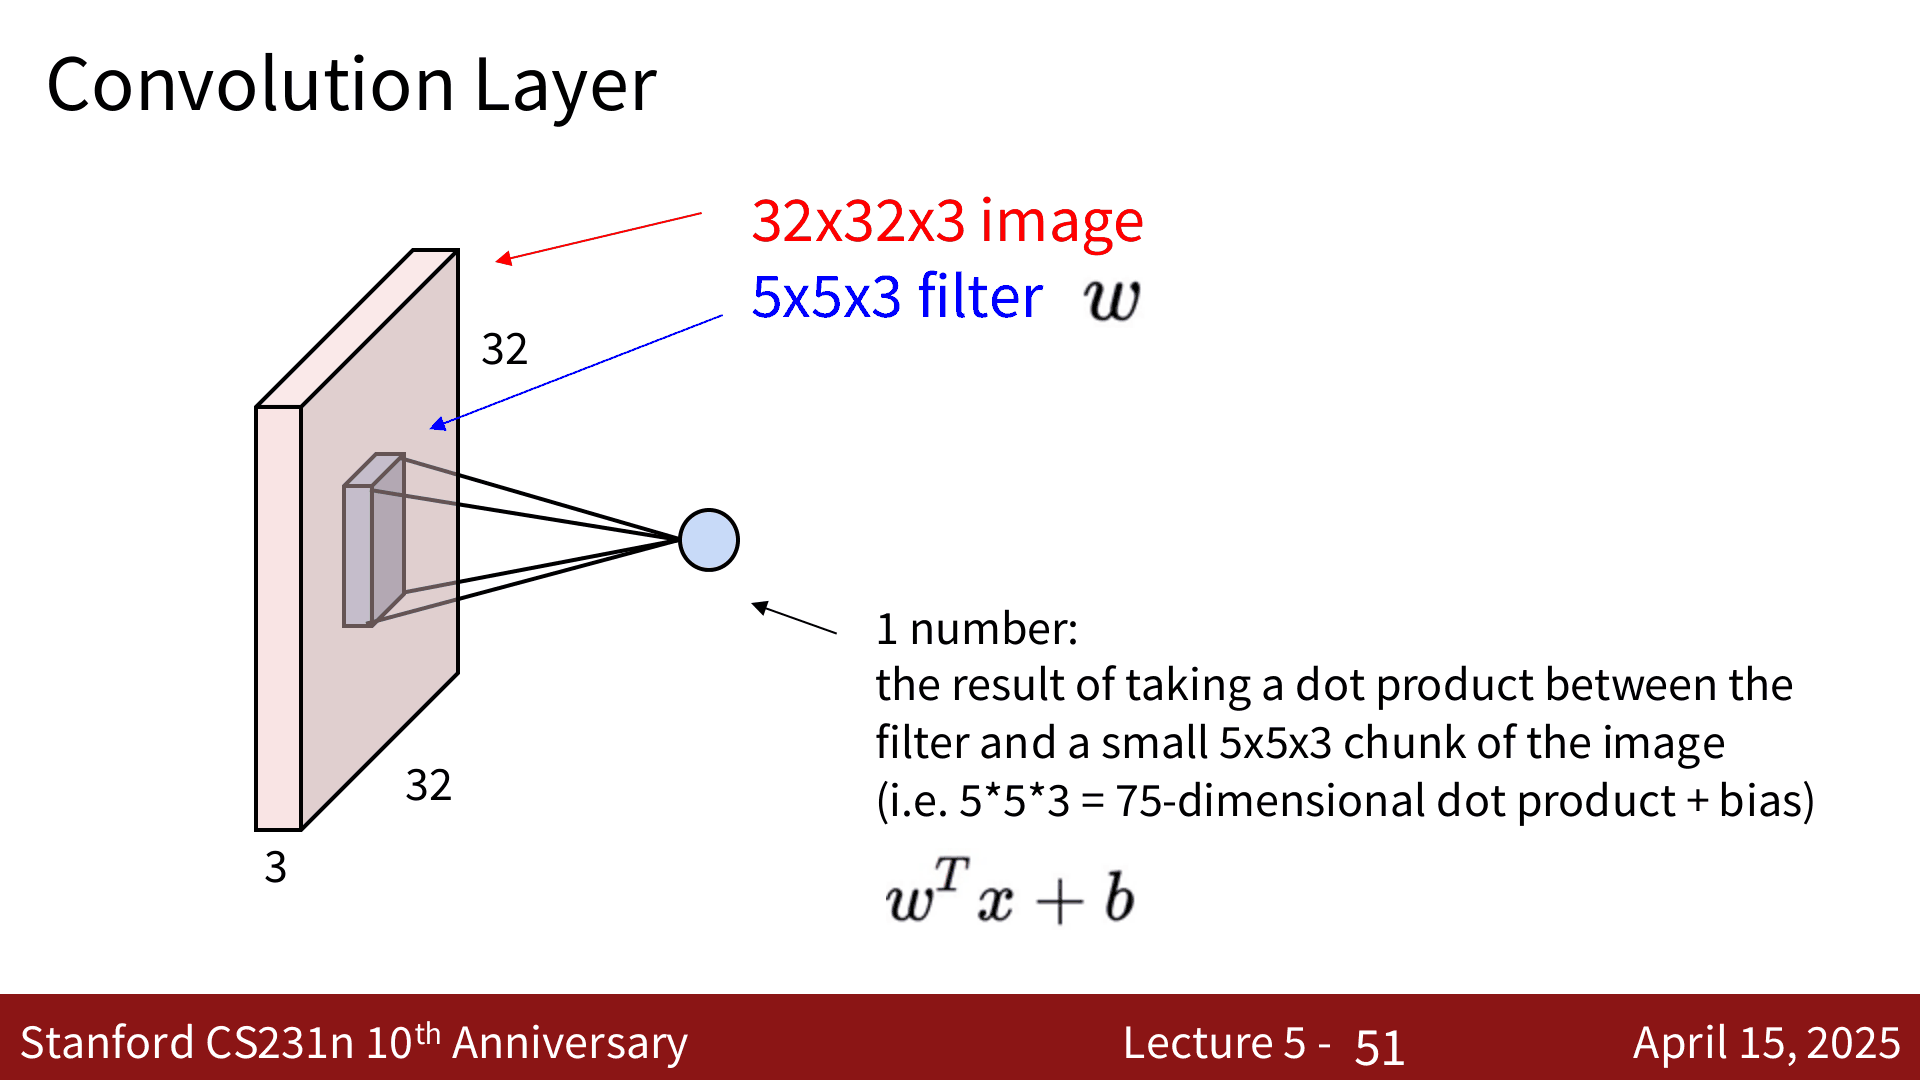 Convolution Layer
32x32x3 image
5x5x3 filter w
32
32
3
1 number:
the result of taking a dot product between the
filter and a small 5x5x3 chunk of the image
(i.e. 5*5*3 = 75-dimensional dot product + bias)
w^T x + b
Stanford CS231n 10th Anniversary
Lecture 5 - 51
April 15, 2025